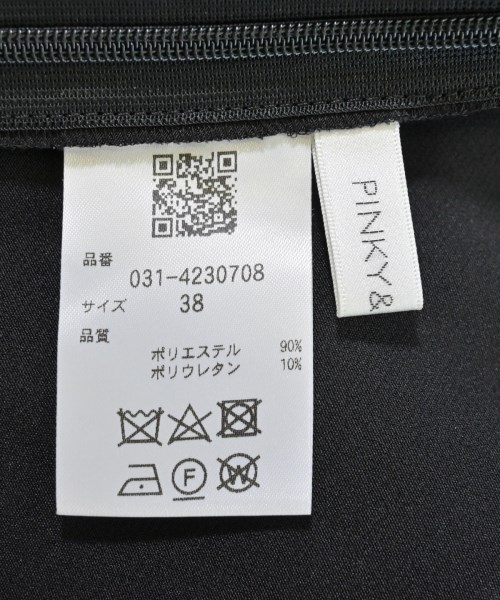 品番
031-4230708
サイズ 38
品質
ポリエステル 90%
ポリウレタン 10%
F
W
PINKY&